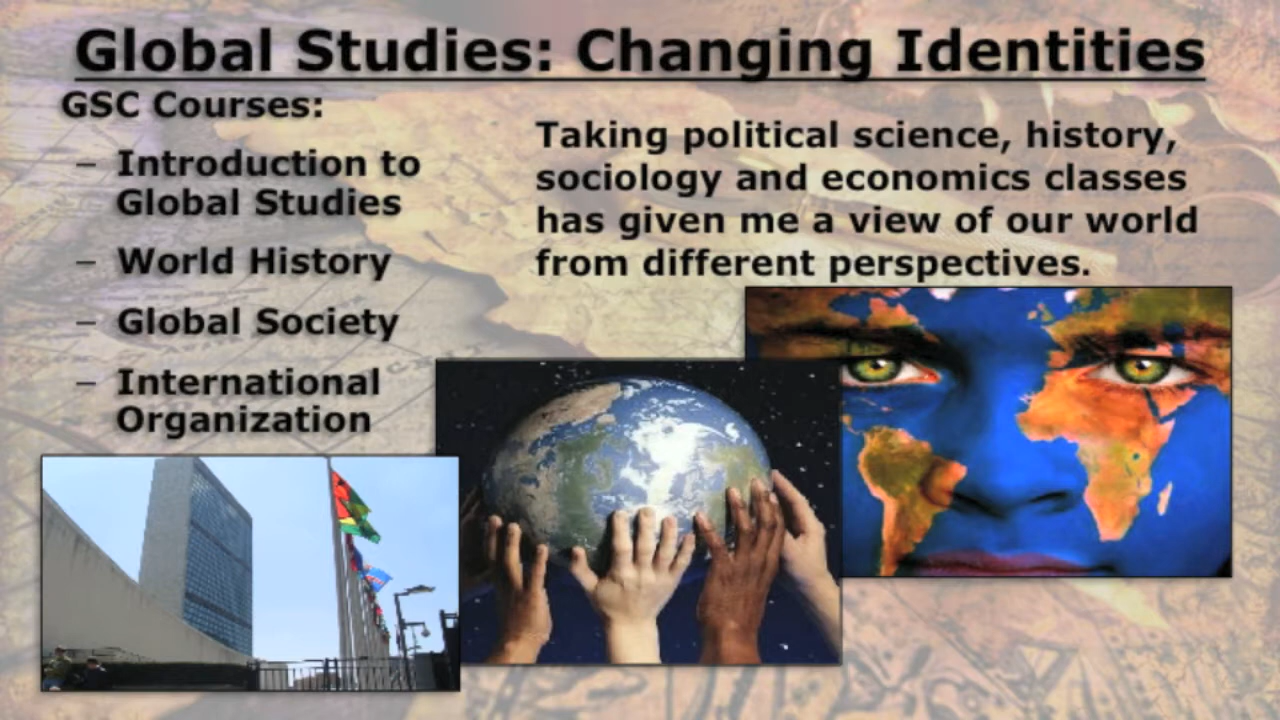 Global Studies: Changing Identities
GSC Courses:
– Introduction to
Global Studies
– World History
– Global Society
– International
Organization
Taking political science, history,
sociology and economics classes
has given me a view of our world
from different perspectives.